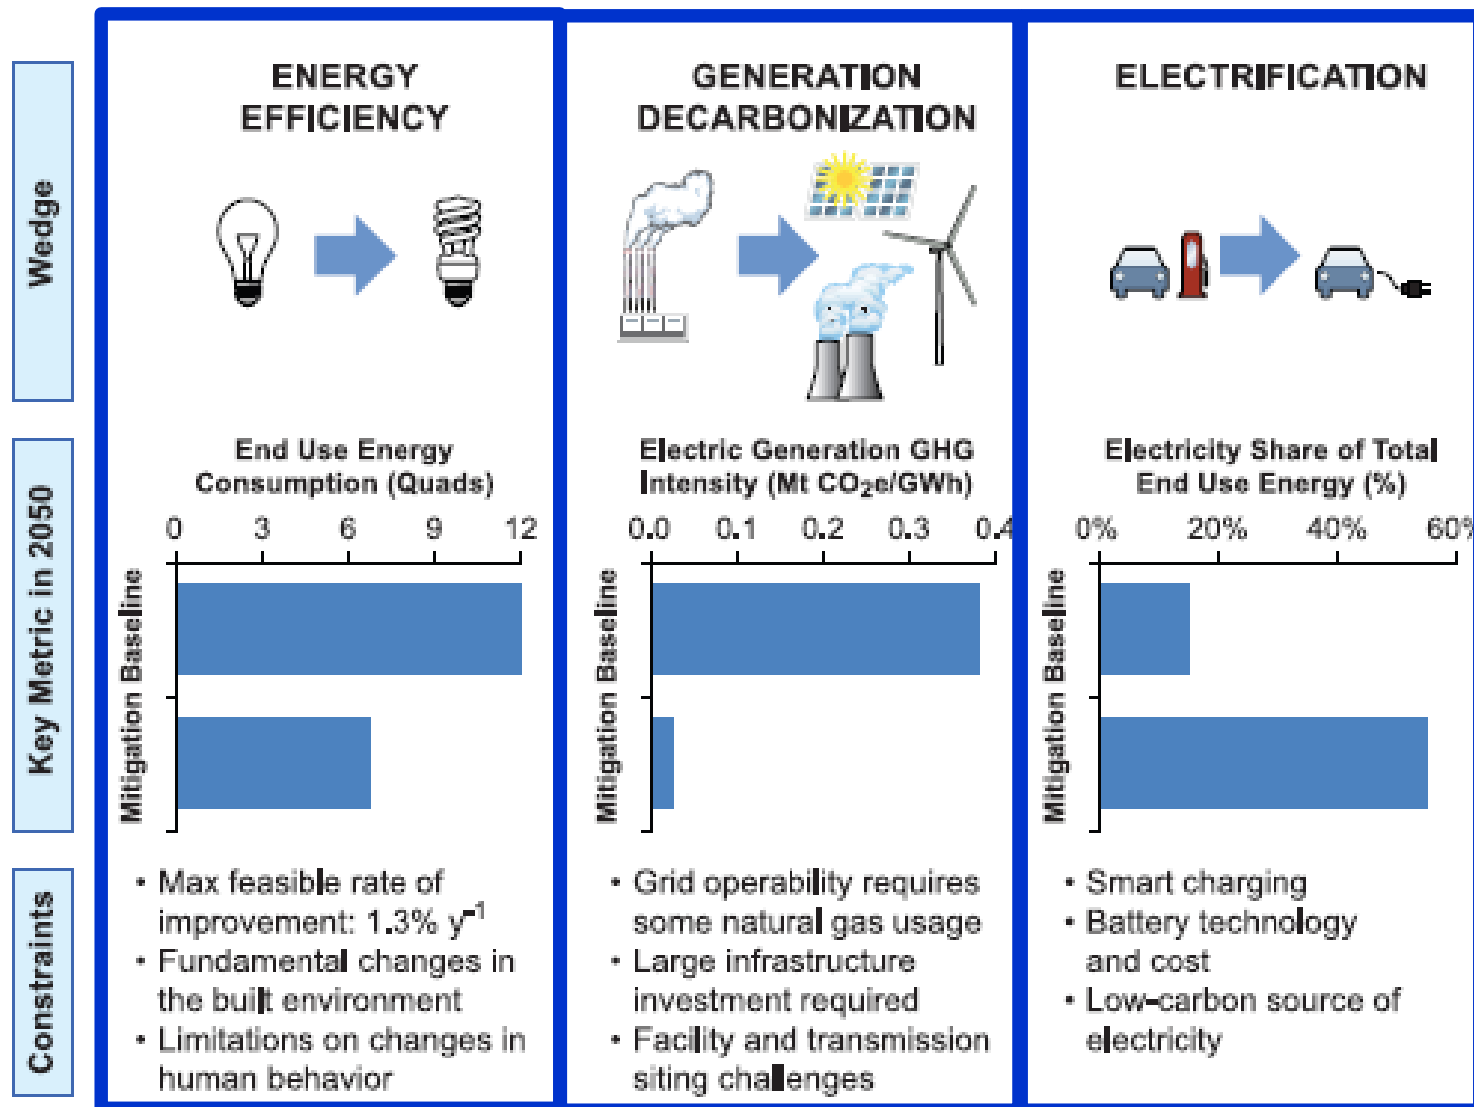 Wedge
ENERGY
EFFICIENCY
GENERATION
DECARBONIZATION
ELECTRIFICATION
Key Metric in 2050
End Use Energy
Consumption (Quads)
0 3 6 9 12
Baseline
Mitigation
Electric Generation GHG
Intensity (Mt CO₂e/GWh)
0.0 0.1 0.2 0.3 0.4
Baseline
Mitigation
Electricity Share of Total
End Use Energy (%)
0% 20% 40% 60%
Baseline
Mitigation
Constraints
• Max feasible rate of
improvement: 1.3% y⁻¹
• Fundamental changes in
the built environment
• Limitations on changes in
human behavior
• Grid operability requires
some natural gas usage
• Large infrastructure
investment required
• Facility and transmission
siting challenges
• Smart charging
• Battery technology
and cost
• Low-carbon source of
electricity